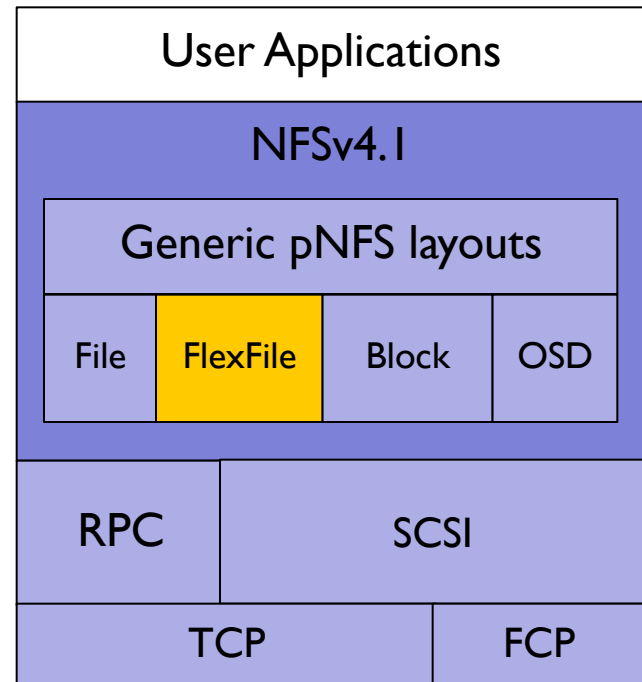 User Applications
NFSv4.1
Generic pNFS layouts
File FlexFile Block OSD
RPC SCSI
TCP FCP